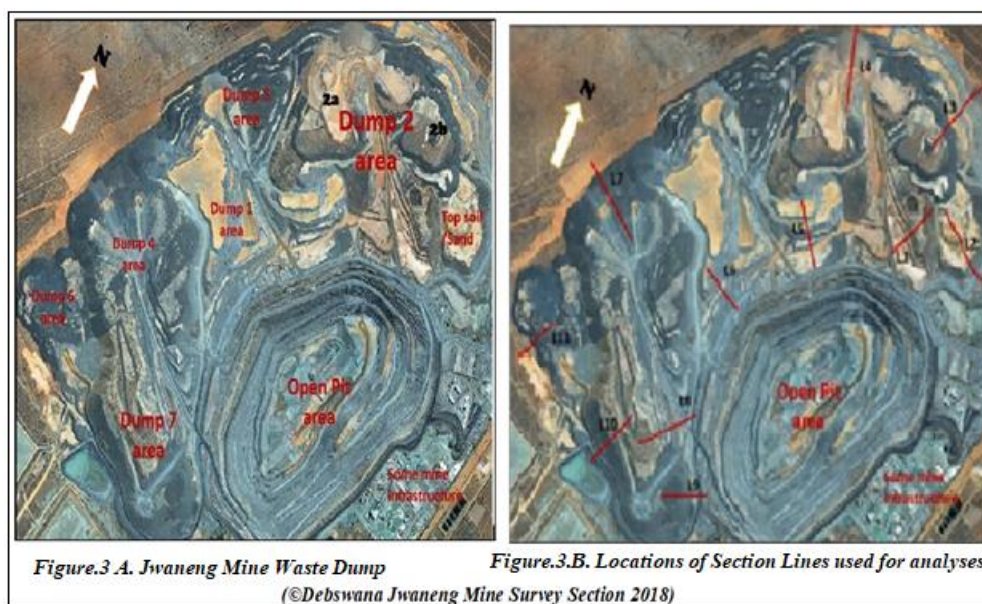 N
2a
Dump 5
area
2b
Dump 2
area
Dump 1
area
Top soil
/Sand
Dump 4
area
Dump 6
area
Open Pit
area
Dump 7
area
Some mine
infrastructure
N
L4
L3
L7
L5
L2
L1
L6
L11
Open Pit
area
L10
L8
L9
Some mine
infrastructure
Figure.3 A. Jwaneng Mine Waste Dump
Figure.3.B. Locations of Section Lines used for analyses
(©Debswana Jwaneng Mine Survey Section 2018)